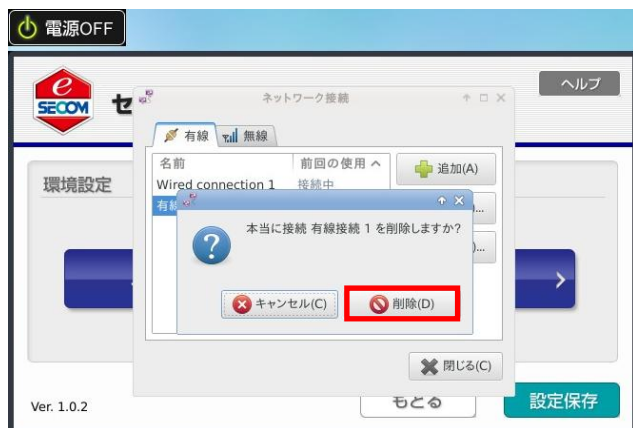 電源OFF
e
SECOM
セ
ヘルプ
ネットワーク接続
有線
無線
名前
前回の使用
追加(A)
環境設定
Wired connection 1
接続中
有線
...
本当に接続 有線接続 1 を削除しますか?
)...
キャンセル(C)
削除(D)
閉じる(C)
Ver. 1.0.2
もどる
設定保存